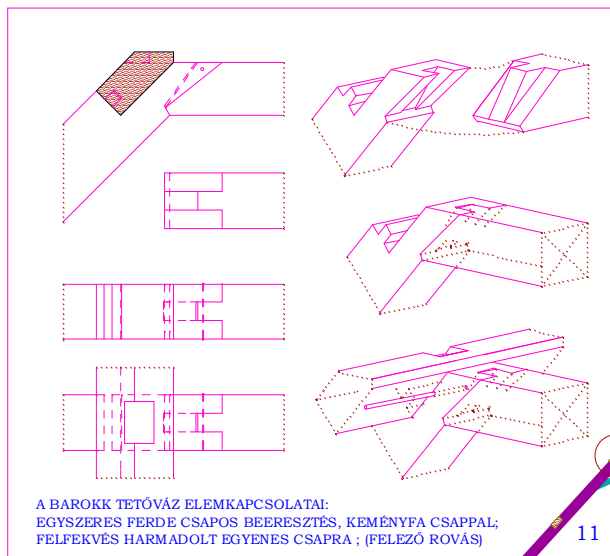 A BAROKK TETŐVÁZ ELEMKAPCSOLATAI:
EGYSZERES FERDE CSAPOS BEERESZTÉS, KEMÉNYFA CSAPPAL;
FELFEKVÉS HARMADOLT EGYENES CSAPRA ; (FELEZŐ ROVÁS)
11